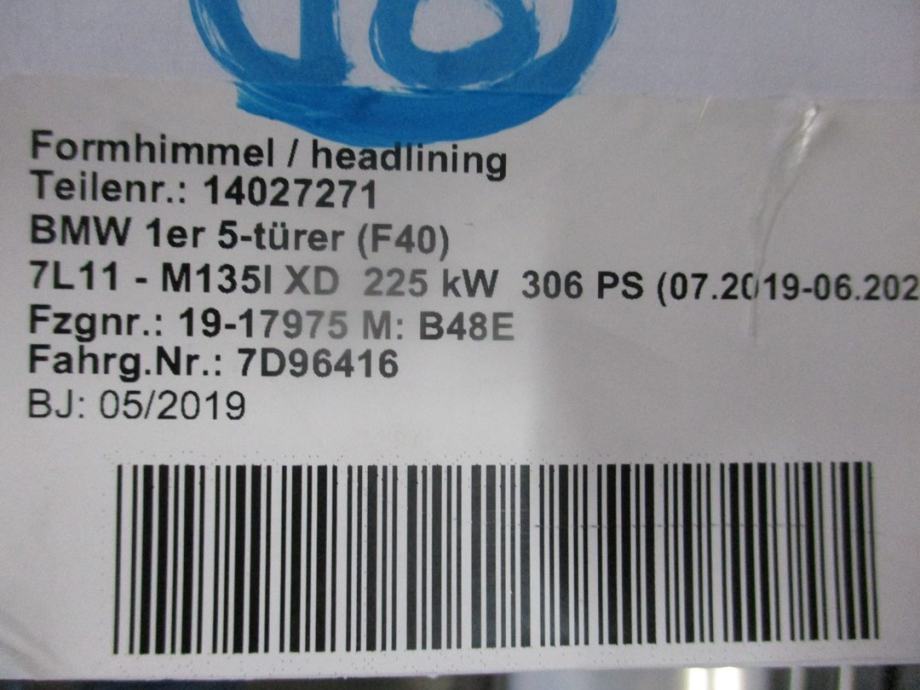 18
Formhimmel / headlining
Teilenr.: 14027271
BMW 1er 5-türer (F40)
7L11 - M135I XD 225 kW 306 PS (07.2019-06.202
Fzgnr.: 19-17975 M: B48E
Fahrg.Nr.: 7D96416
BJ: 05/2019